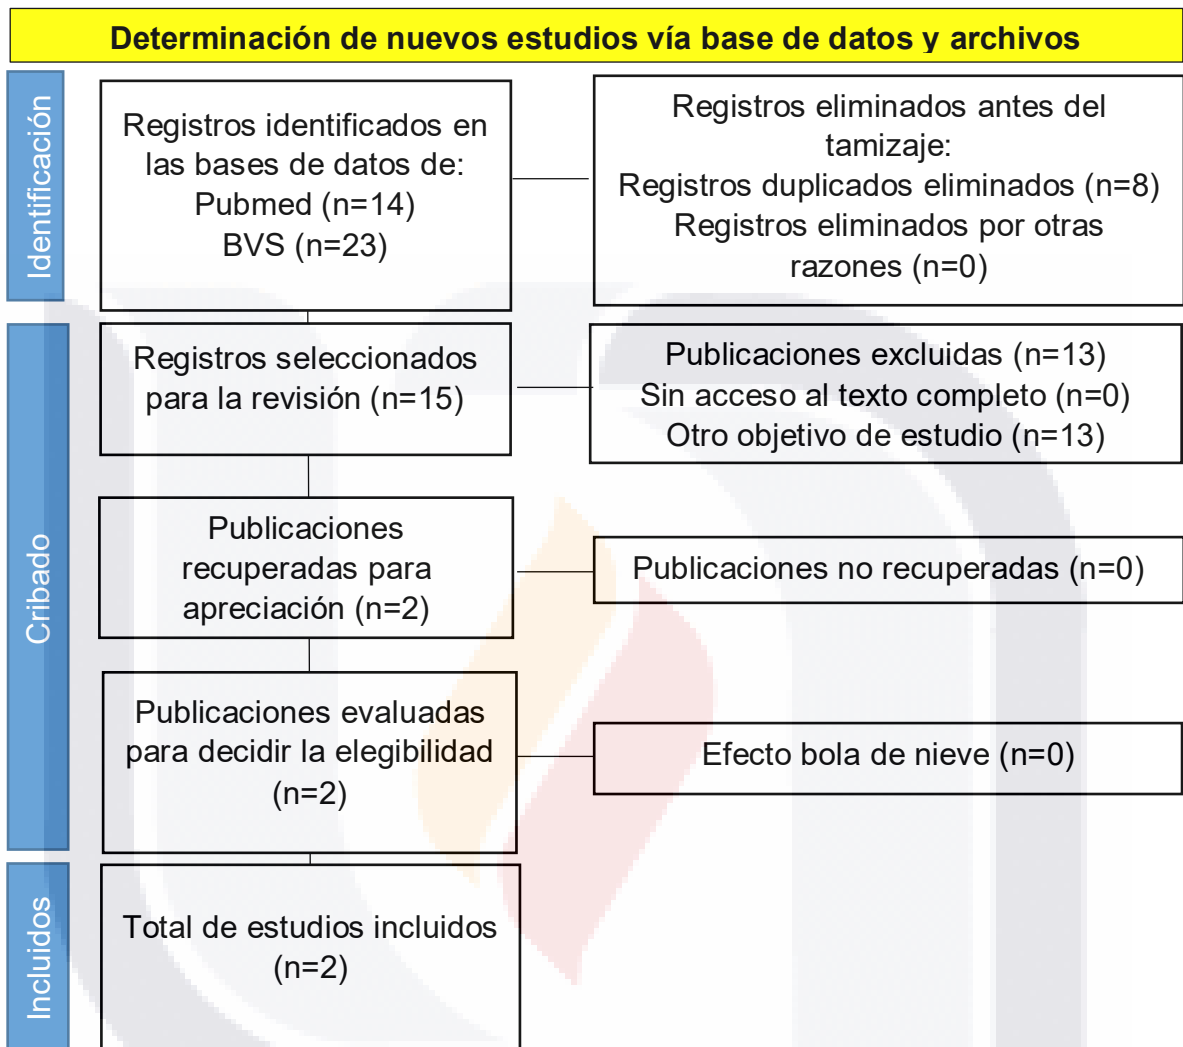 Determinación de nuevos estudios vía base de datos y archivos
Identificación
Registros identificados en
las bases de datos de:
Pubmed (n=14)
BVS (n=23)
Registros eliminados antes del
tamizaje:
Registros duplicados eliminados (n=8)
Registros eliminados por otras
razones (n=0)
Cribado
Registros seleccionados
para la revisión (n=15)
Publicaciones excluidas (n=13)
Sin acceso al texto completo (n=0)
Otro objetivo de estudio (n=13)
Publicaciones
recuperadas para
apreciación (n=2)
Publicaciones no recuperadas (n=0)
Publicaciones evaluadas
para decidir la elegibilidad
(n=2)
Efecto bola de nieve (n=0)
Incluidos
Total de estudios incluidos
(n=2)